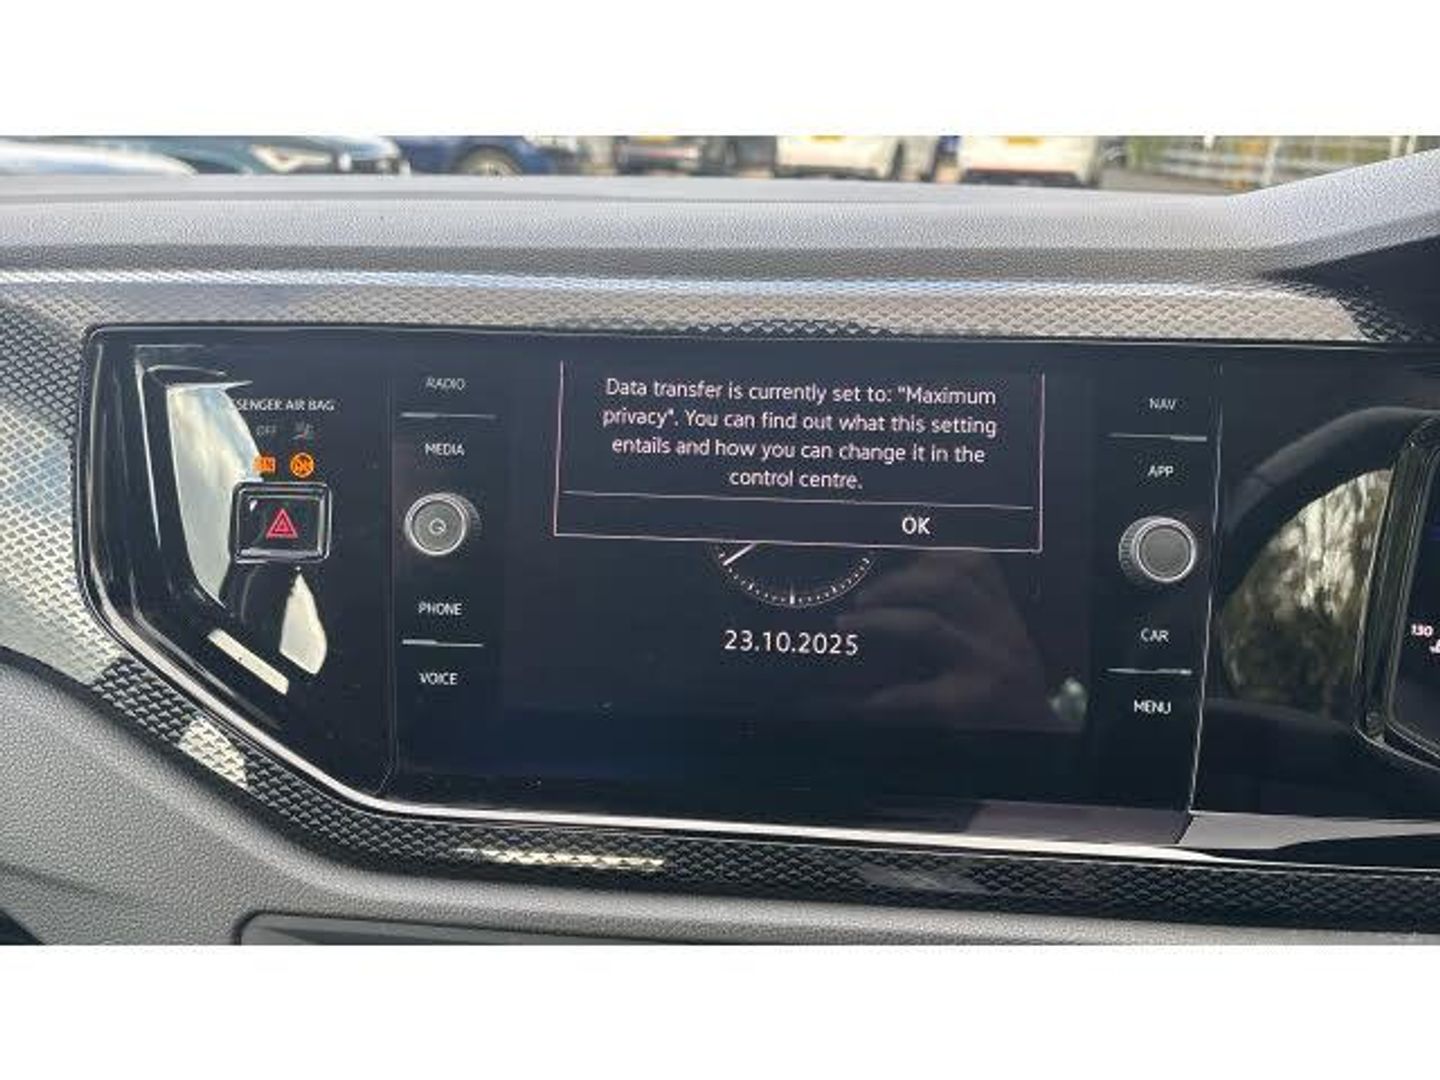 RADIO
MEDIA
PHONE
VOICE
AIR BAG
OFF
Data transfer is currently set to: "Maximum
privacy". You can find out what this setting
entails and how you can change it in the
control centre.
OK
23.10.2025
NAV
APP
CAR
MENU
130